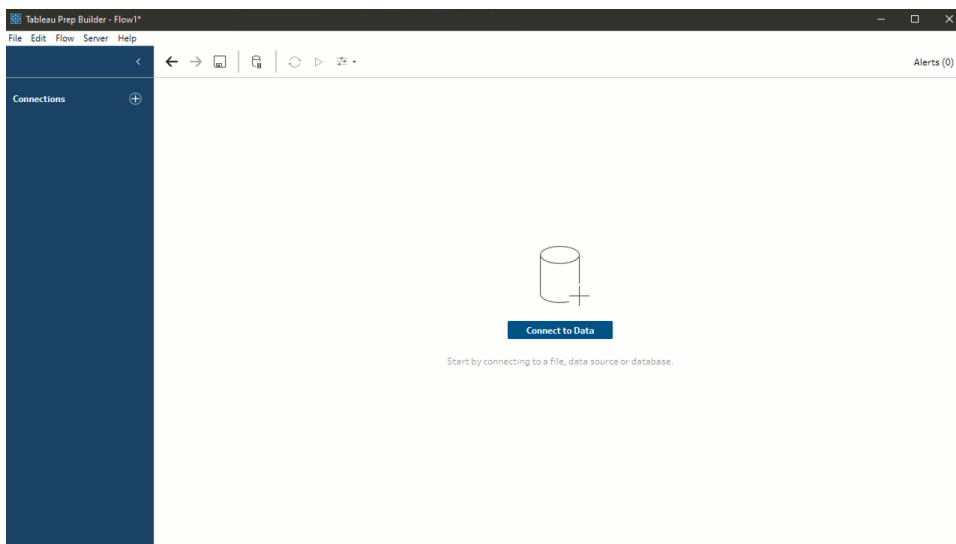 Tableau Prep Builder - Flow1*
File Edit Flow Server Help
Alerts (0)
Connections
Connect to Data
Start by connecting to a file, data source or database.